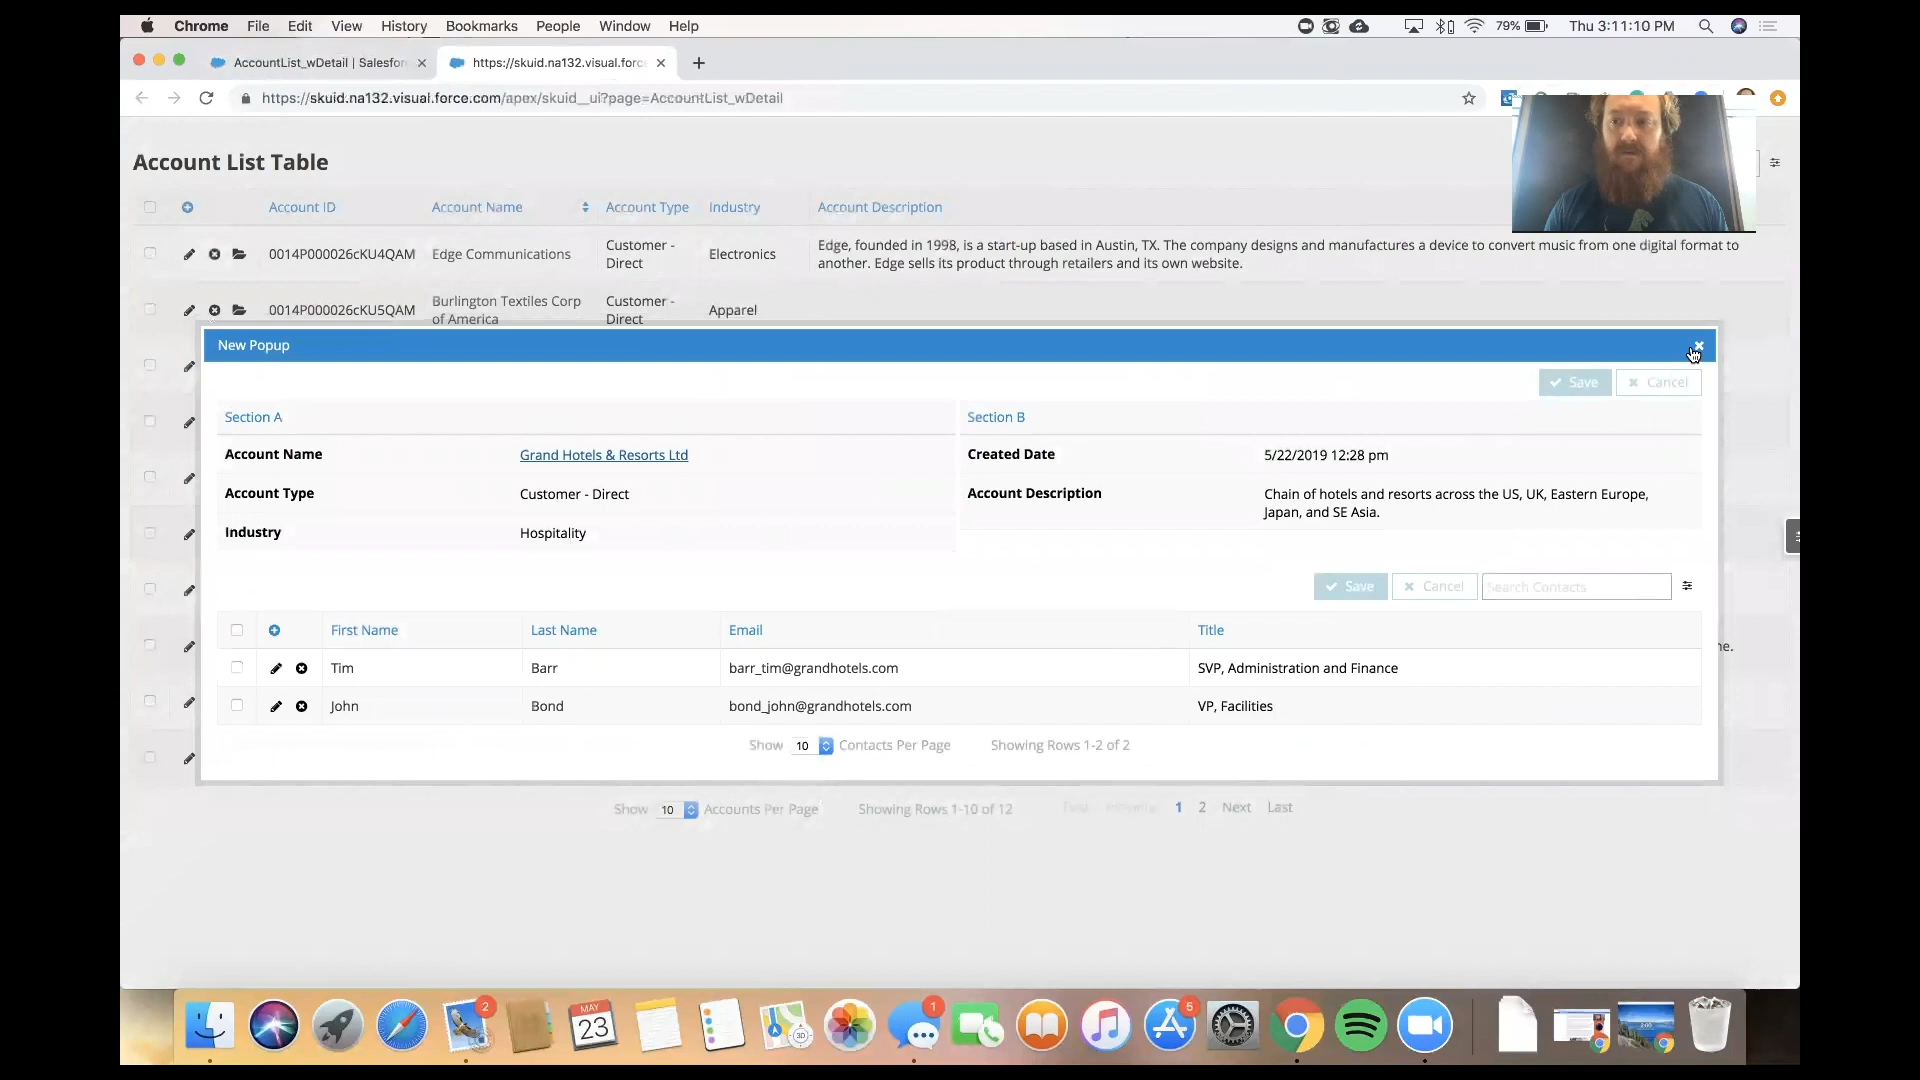 Chrome File Edit View History Bookmarks People Window Help 79% Thu 3:11:10 PM
AccountList_wDetail | Salesfor https://skuid.na132.visual.forc
https://skuid.na132.visual.force.com/apex/skuid__ui?page=AccountList_wDetail
Account List Table
Account ID Account Name Account Type Industry Account Description
0014P000026cKU4QAM Edge Communications Customer - Direct Electronics Edge, founded in 1998, is a start-up based in Austin, TX. The company designs and manufactures a device to convert music from one digital format to
another. Edge sells its product through retailers and its own website.
0014P000026cKU5QAM Burlington Textiles Corp of America Customer - Direct Apparel
New Popup
Save Cancel
Section A Section B
Account Name Grand Hotels & Resorts Ltd Created Date 5/22/2019 12:28 pm
Account Type Customer - Direct Account Description Chain of hotels and resorts across the US, UK, Eastern Europe,
Japan, and SE Asia.
Industry Hospitality
Save Cancel Search Contacts
First Name Last Name Email Title
ne.
Tim Barr barr_tim@grandhotels.com SVP, Administration and Finance
John Bond bond_john@grandhotels.com VP, Facilities
Show 10 Contacts Per Page Showing Rows 1-2 of 2
Show 10 Accounts Per Page Showing Rows 1-10 of 12 1 2 Next Last
2 MAY 23 3D 1 5